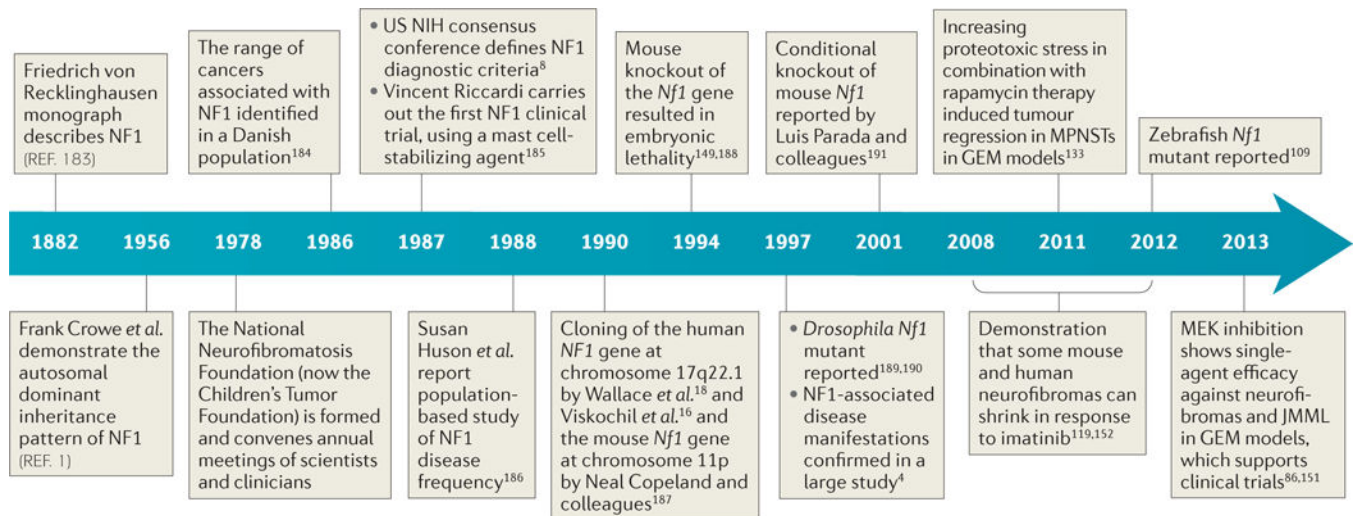 Friedrich von
Recklinghausen
monograph
describes NF1
(REF. 183)
The range of
cancers
associated with
NF1 identified
in a Danish
population184
• US NIH consensus
conference defines NF1
diagnostic criteria8
• Vincent Riccardi carries
out the first NF1 clinical
trial, using a mast cell-
stabilizing agent185
Mouse
knockout of
the Nf1 gene
resulted in
embryonic
lethality149,188
Conditional
knockout of
mouse Nf1
reported by
Luis Parada and
colleagues191
Increasing
proteotoxic stress in
combination with
rapamycin therapy
induced tumour
regression in MPNSTs
in GEM models133
Zebrafish Nf1
mutant reported109
1882 1956 1978 1986 1987 1988 1990 1994 1997 2001 2008 2011 2012 2013
Frank Crowe et al.
demonstrate the
autosomal
dominant
inheritance
pattern of NF1
(REF. 1)
The National
Neurofibromatosis
Foundation (now the
Children's Tumor
Foundation) is formed
and convenes annual
meetings of scientists
and clinicians
Susan
Huson et al.
report
population-
based study
of NF1
disease
frequency186
Cloning of the human
NF1 gene at
chromosome 17q22.1
by Wallace et al.18 and
Viskochil et al.16 and
the mouse Nf1 gene
at chromosome 11p
by Neal Copeland and
colleagues187
• Drosophila Nf1
mutant
reported189,190
• NF1-associated
disease
manifestations
confirmed in a
large study4
Demonstration
that some mouse
and human
neurofibromas can
shrink in response
to imatinib119,152
MEK inhibition
shows single-
agent efficacy
against neurofi-
bromas and JMML
in GEM models,
which supports
clinical trials86,151